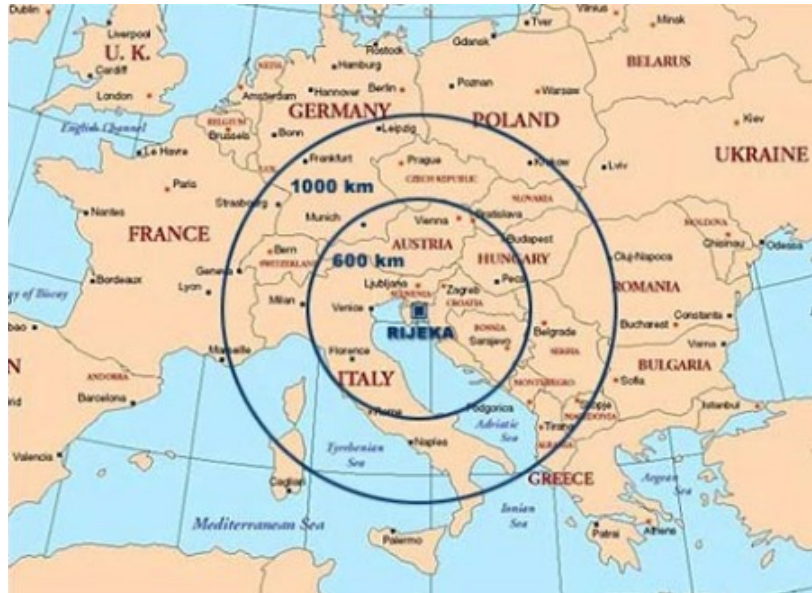 Dublin
Liverpool
U. K.
Cardiff
London
English Channel
Le Havre
Paris
Nantes
FRANCE
Bordeaux
Lyon
Geneva
Marseille
ANDORRA
Barcelona
Valencia
Amsterdam
BELGIUM
Brussels
LUX.
Rostock
Hamburg
Hannover
Berlin
GERMANY
Bonn
Leipzig
Frankfurt
Strasbourg
Munich
Bern
SWITZERLAND
Milan
Gdansk
Poznan
Warsaw
POLAND
Krakow
Prague
CZECH REPUBLIC
SLOVAKIA
Vienna
Bratislava
AUSTRIA
Budapest
HUNGARY
Pecs
Tver
Vilnius
Minsk
BELARUS
Kiev
Lviv
UKRAINE
MOLDOVA
Chisinau
Odessa
Cluj-Napoca
ROMANIA
Bucharest
Constanta
Varna
BULGARIA
Sofia
Istanbul
1000 km
600 km
Ljubljana
SLOVENIA
Zagreb
CROATIA
RIJEKA
BOSNIA
Sarajevo
Belgrade
SERBIA
MONTENEGRO
Podgorica
Skopje
MACEDONIA
Tirana
ALBANIA
Venice
Florence
ITALY
Rome
Naples
Adriatic
Sea
Tyrrhenian
Sea
Cagliari
Mediterranean Sea
Palermo
Ionian
Sea
GREECE
Aegean
Sea
Patrai
Athens